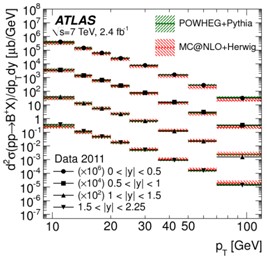 d²σ(pp→B⁺X)/dp_T dy [μb/GeV]
10⁸
10⁷
10⁶
10⁵
10⁴
10³
10²
10
1
10⁻¹
10⁻²
10⁻³
10⁻⁴
10⁻⁵
10⁻⁶
10⁻⁷
ATLAS
√s=7 TeV, 2.4 fb⁻¹
POWHEG+Pythia
MC@NLO+Herwig
Data 2011
(×10⁶) 0 < |y| < 0.5
(×10⁴) 0.5 < |y| < 1
(×10²) 1 < |y| < 1.5
1.5 < |y| < 2.25
10 20 30 40 50 60 100
p_T [GeV]